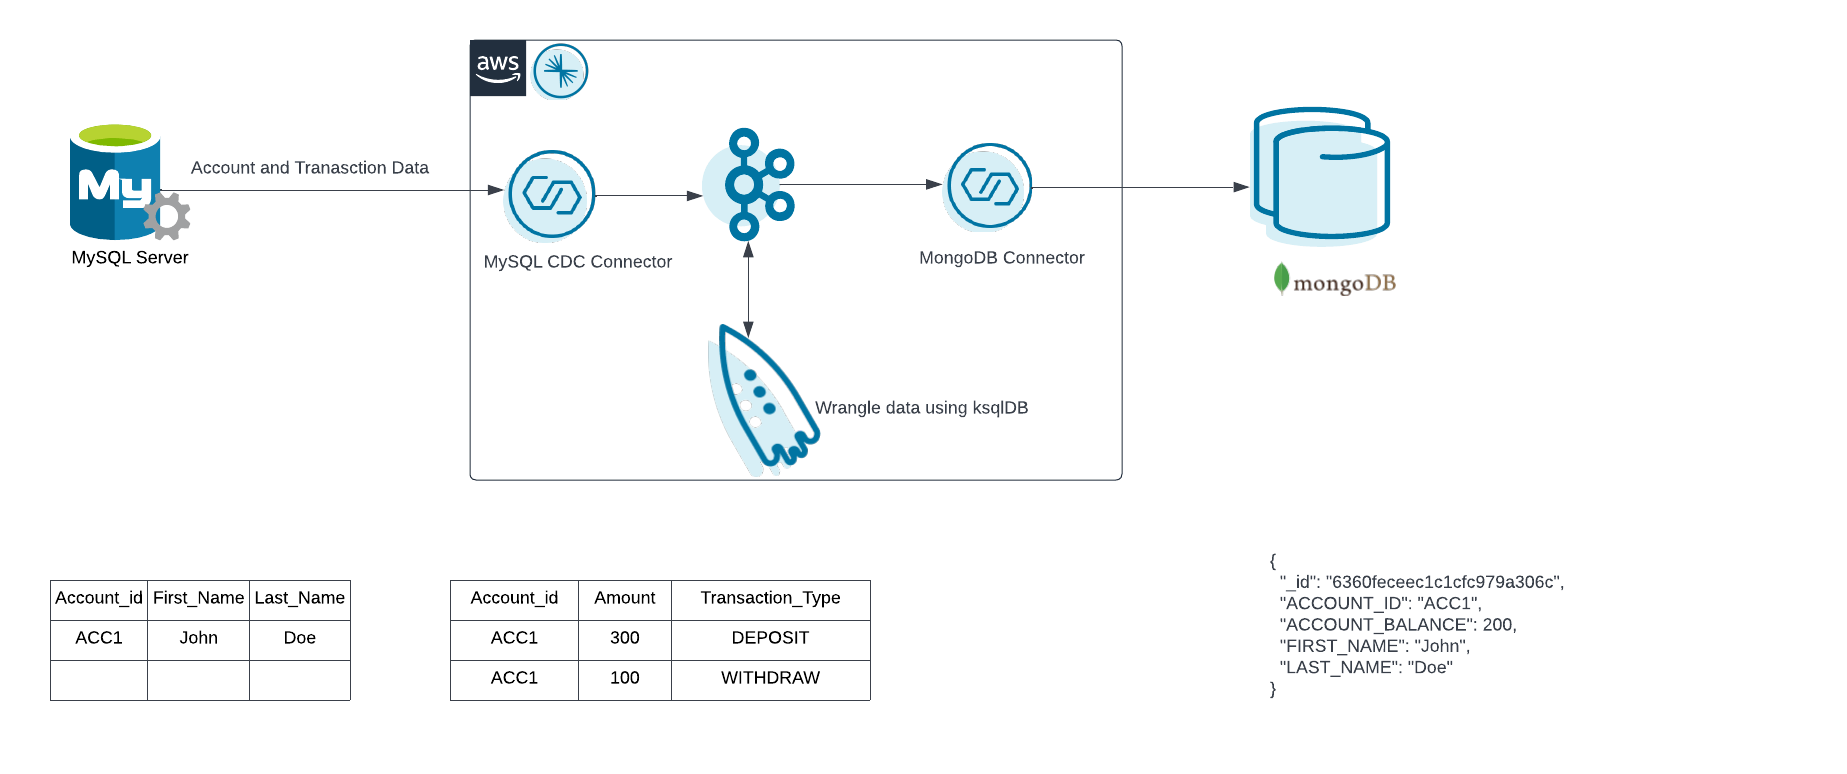 aws
Account and Tranasction Data
My
MySQL Server
MySQL CDC Connector
MongoDB Connector
mongoDB
Wrangle data using ksqlDB
Account_id First_Name Last_Name
ACC1 John Doe
Account_id Amount Transaction_Type
ACC1 300 DEPOSIT
ACC1 100 WITHDRAW
{
"_id": "6360feceec1c1cfc979a306c",
"ACCOUNT_ID": "ACC1",
"ACCOUNT_BALANCE": 200,
"FIRST_NAME": "John",
"LAST_NAME": "Doe"
}